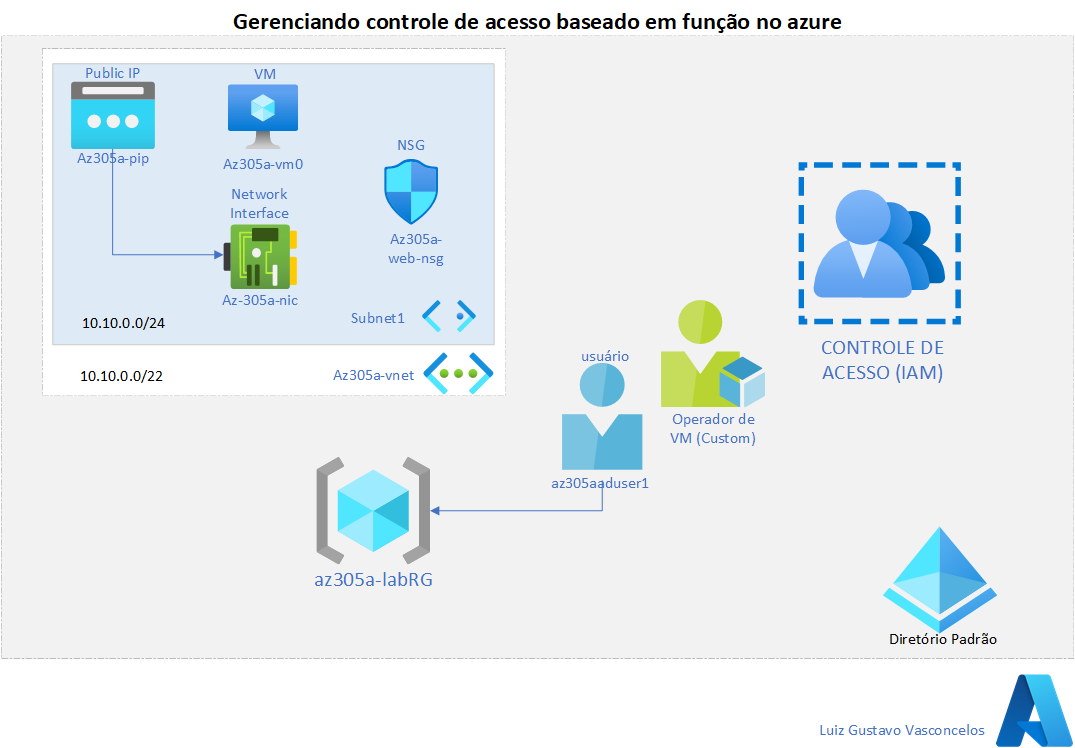 Gerenciando controle de acesso baseado em função no azure
Public IP
Az305a-pip
VM
Az305a-vm0
Network
Interface
Az-305a-nic
NSG
Az305a-
web-nsg
10.10.0.0/24
Subnet1
10.10.0.0/22
Az305a-vnet
usuário
az305aaduser1
Operador de
VM (Custom)
CONTROLE DE
ACESSO (IAM)
az305a-labRG
Diretório Padrão
Luiz Gustavo Vasconcelos